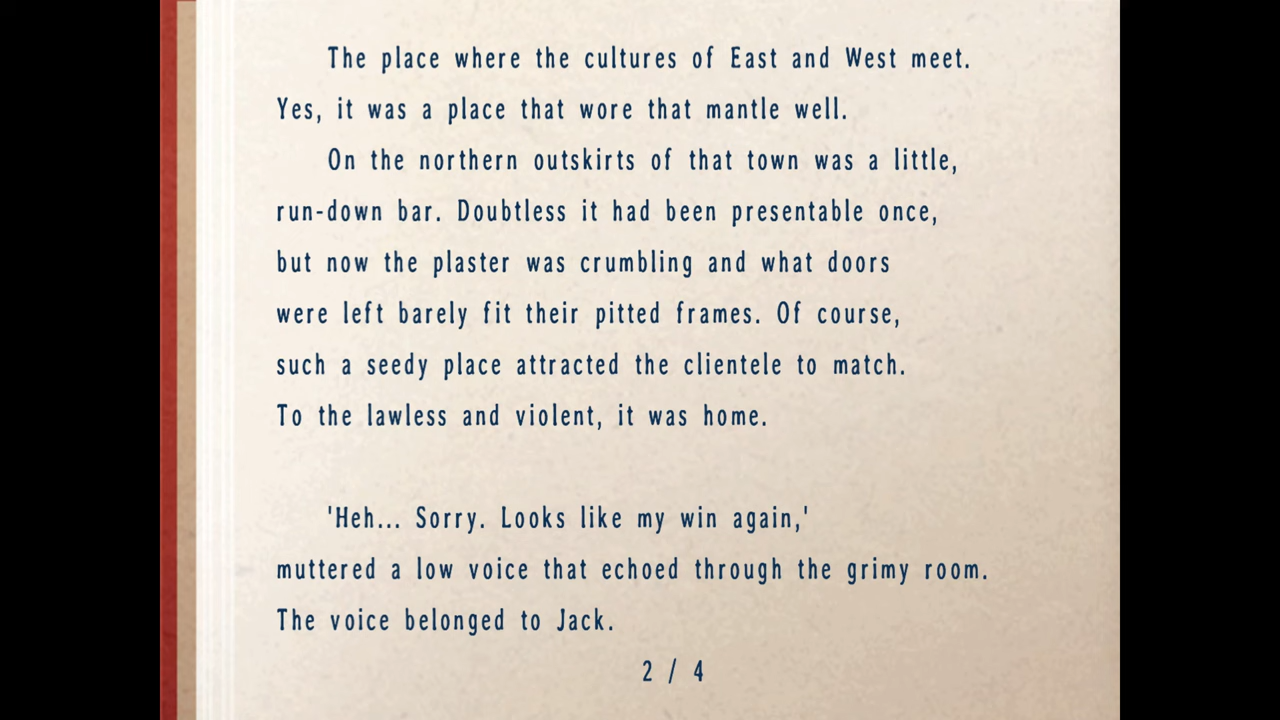 The place where the cultures of East and West meet.
Yes, it was a place that wore that mantle well.
On the northern outskirts of that town was a little,
run-down bar. Doubtless it had been presentable once,
but now the plaster was crumbling and what doors
were left barely fit their pitted frames. Of course,
such a seedy place attracted the clientele to match.
To the lawless and violent, it was home.
'Heh... Sorry. Looks like my win again,'
muttered a low voice that echoed through the grimy room.
The voice belonged to Jack.
2 / 4